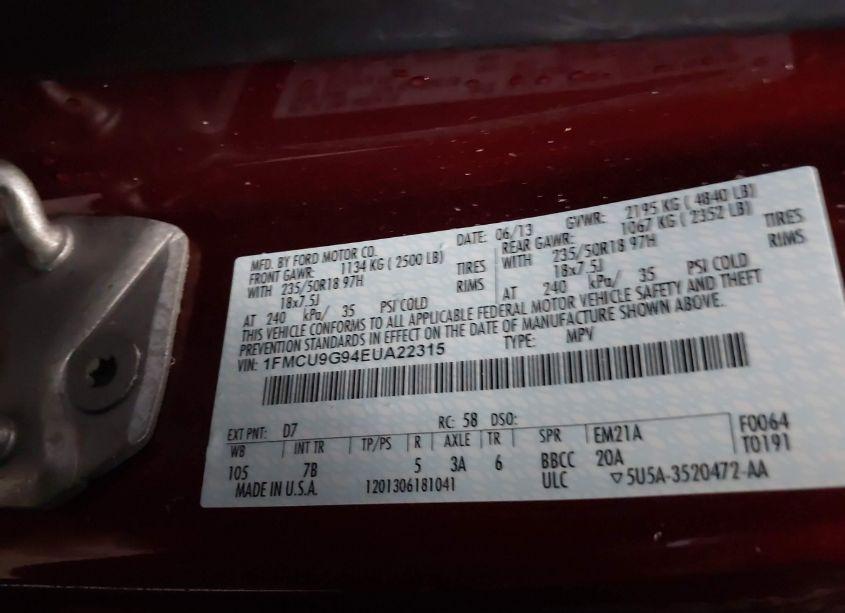 MFD. BY FORD MOTOR CO. DATE: 06/13 GVWR: 2195 KG ( 4840 LB)
FRONT GAWR: 1134 KG ( 2500 LB) REAR GAWR: 1067 KG ( 2352 LB)
WITH 235/50R18 97H TIRES WITH 235/50R18 97H TIRES
18x7.5J RIMS 18x7.5J RIMS
AT 240 kPa/ 35 PSI COLD AT 240 kPa/ 35 PSI COLD
THIS VEHICLE CONFORMS TO ALL APPLICABLE FEDERAL MOTOR VEHICLE SAFETY AND THEFT
PREVENTION STANDARDS IN EFFECT ON THE DATE OF MANUFACTURE SHOWN ABOVE.
VIN: 1FMCU9G94EUA22315 TYPE: MPV
EXT PNT: D7 RC: 58 DSO: F0064
WB INT TR TP/PS R AXLE TR SPR EM21A T0191
105 7B 5 3A 6 BBCC 20A
MADE IN U.S.A. 1201306181041 ULC ▽5U5A-3520472-AA